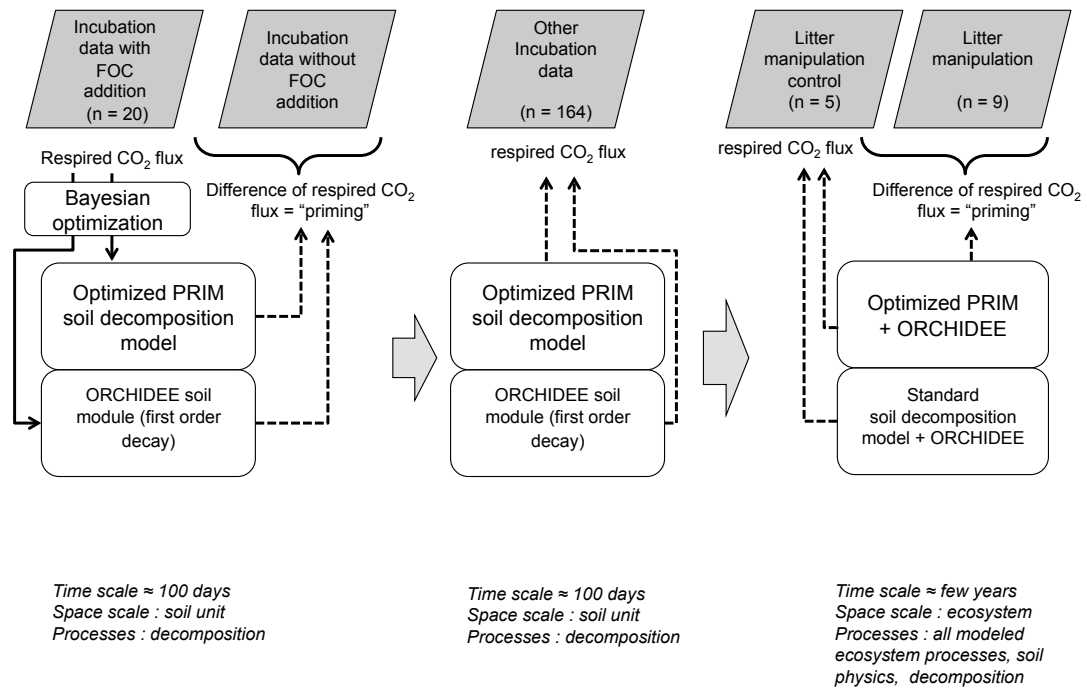 Incubation
data with
FOC
addition
(n = 20)
Incubation
data without
FOC
addition
Respired CO₂ flux
Bayesian
optimization
Difference of respired CO₂
flux = “priming”
Optimized PRIM
soil decomposition
model
ORCHIDEE soil
module (first order
decay)
Time scale ≈ 100 days
Space scale : soil unit
Processes : decomposition
Other
Incubation
data
(n = 164)
respired CO₂ flux
Optimized PRIM
soil decomposition
model
ORCHIDEE soil
module (first order
decay)
Time scale ≈ 100 days
Space scale : soil unit
Processes : decomposition
Litter
manipulation
control
(n = 5)
Litter
manipulation
(n = 9)
respired CO₂ flux
Difference of respired CO₂
flux = “priming”
Optimized PRIM
+ ORCHIDEE
Standard
soil decomposition
model + ORCHIDEE
Time scale ≈ few years
Space scale : ecosystem
Processes : all modeled
ecosystem processes, soil
physics, decomposition